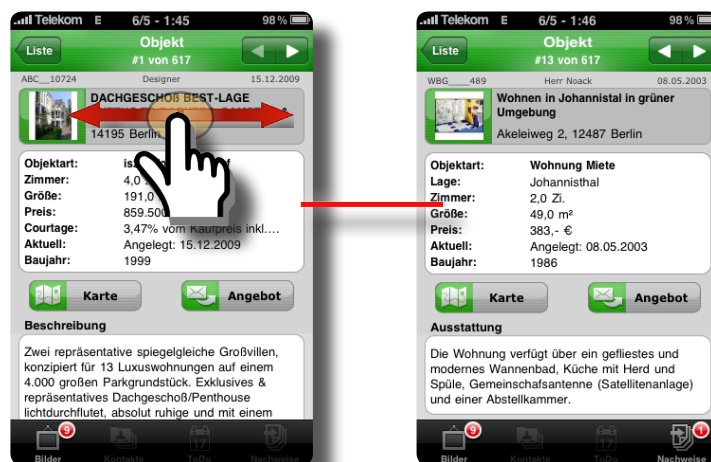 Telekom E 6/5 - 1:45 98%
Liste
Objekt
#1 von 617
ABC__10724 Designer 15.12.2009
DACHGESCHOß BEST-LAGE
14195 Berlin
Objektart:
Zimmer: 4,0
Größe: 191,0
Preis: 859.500
Courtage: 3,47% vom Kaufpreis inkl....
Aktuell: Angelegt: 15.12.2009
Baujahr: 1999
Karte
Angebot
Beschreibung
Zwei repräsentative spiegelgleiche Großvillen,
konzipiert für 13 Luxuswohnungen auf einem
4.000 großen Parkgrundstück. Exklusives &
repräsentatives Dachgeschoß/Penthouse
lichtdurchflutet, absolut ruhige und mit einem
9
Bilder
Kontakte
17
ToDo
Nachweise
Telekom E 6/5 - 1:46 98%
Liste
Objekt
#13 von 617
WBG____489 Herr Noack 08.05.2003
Wohnen in Johannistal in grüner
Umgebung
Akeleiweg 2, 12487 Berlin
Objektart: Wohnung Miete
Lage: Johannisthal
Zimmer: 2,0 Zi.
Größe: 49,0 m²
Preis: 383,- €
Aktuell: Angelegt: 08.05.2003
Baujahr: 1986
Karte
Angebot
Ausstattung
Die Wohnung verfügt über ein gefliestes und
modernes Wannenbad, Küche mit Herd und
Spüle, Gemeinschafsantenne (Satellitenanlage)
und einer Abstellkammer.
9
Bilder
Kontakte
17
ToDo
1
Nachweise